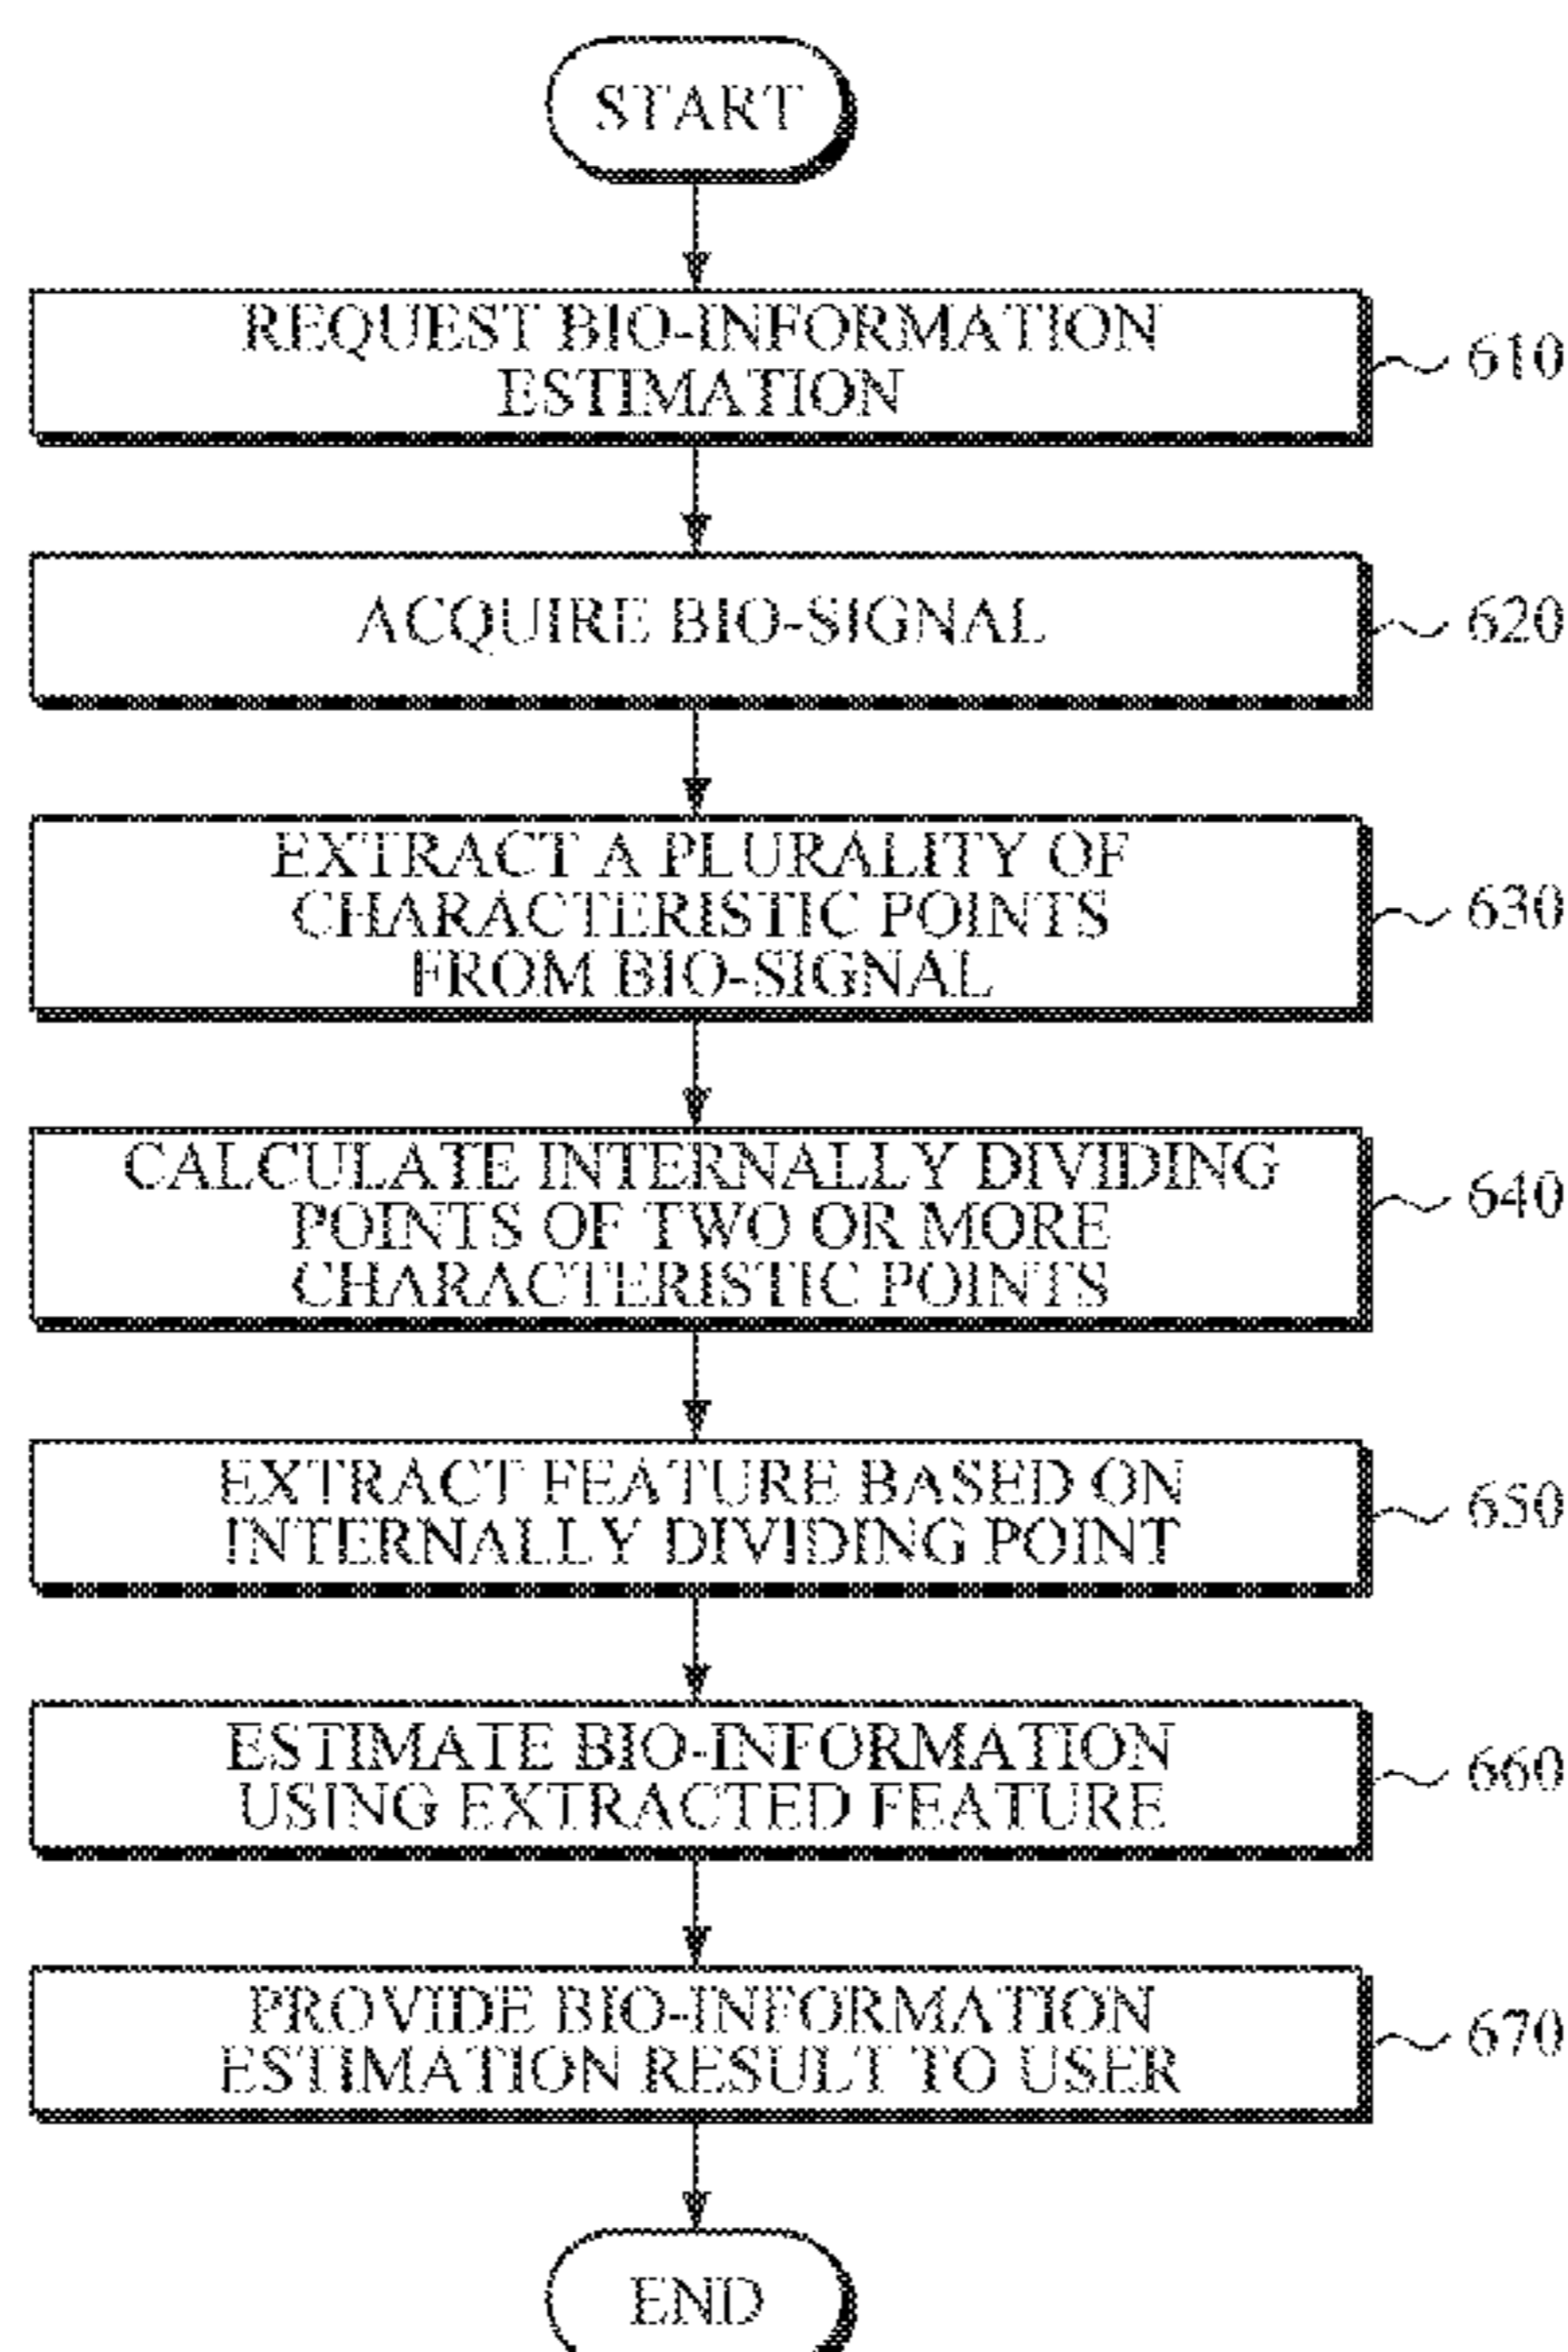 START
REQUEST BIO-INFORMATION
ESTIMATION
610
ACQUIRE BIO-SIGNAL
620
EXTRACT A PLURALITY OF
CHARACTERISTIC POINTS
FROM BIO-SIGNAL
630
CALCULATE INTERNALLY DIVIDING
POINTS OF TWO OR MORE
CHARACTERISTIC POINTS
640
EXTRACT FEATURE BASED ON
INTERNALLY DIVIDING POINT
650
ESTIMATE BIO-INFORMATION
USING EXTRACTED FEATURE
660
PROVIDE BIO-INFORMATION
ESTIMATION RESULT TO USER
670
END